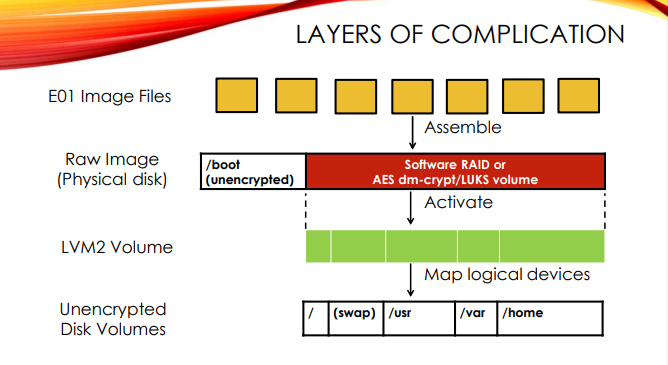 LAYERS OF COMPLICATION
E01 Image Files
Assemble
Raw Image
(Physical disk)
/boot
(unencrypted)
Software RAID or
AES dm-crypt/LUKS volume
Activate
LVM2 Volume
Map logical devices
Unencrypted
Disk Volumes
/ (swap) /usr /var /home